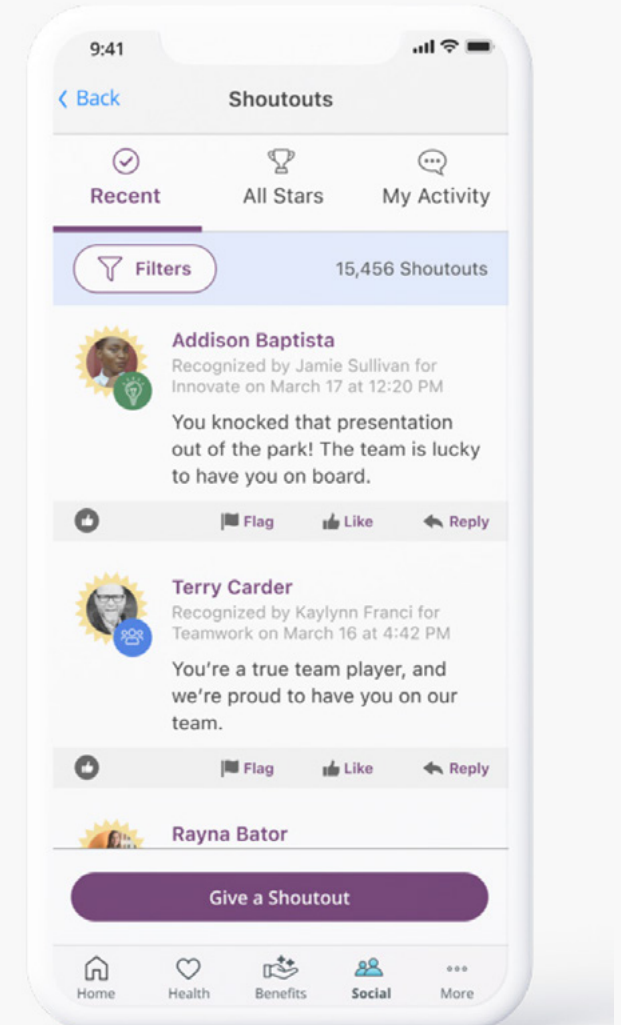 9:41
Back
Shoutouts
Recent
All Stars
My Activity
Filters
15,456 Shoutouts
Addison Baptista
Recognized by Jamie Sullivan for
Innovate on March 17 at 12:20 PM
You knocked that presentation
out of the park! The team is lucky
to have you on board.
Flag
Like
Reply
Terry Carder
Recognized by Kaylynn Franci for
Teamwork on March 16 at 4:42 PM
You're a true team player, and
we're proud to have you on our
team.
Flag
Like
Reply
Rayna Bator
Give a Shoutout
Home
Health
Benefits
Social
More